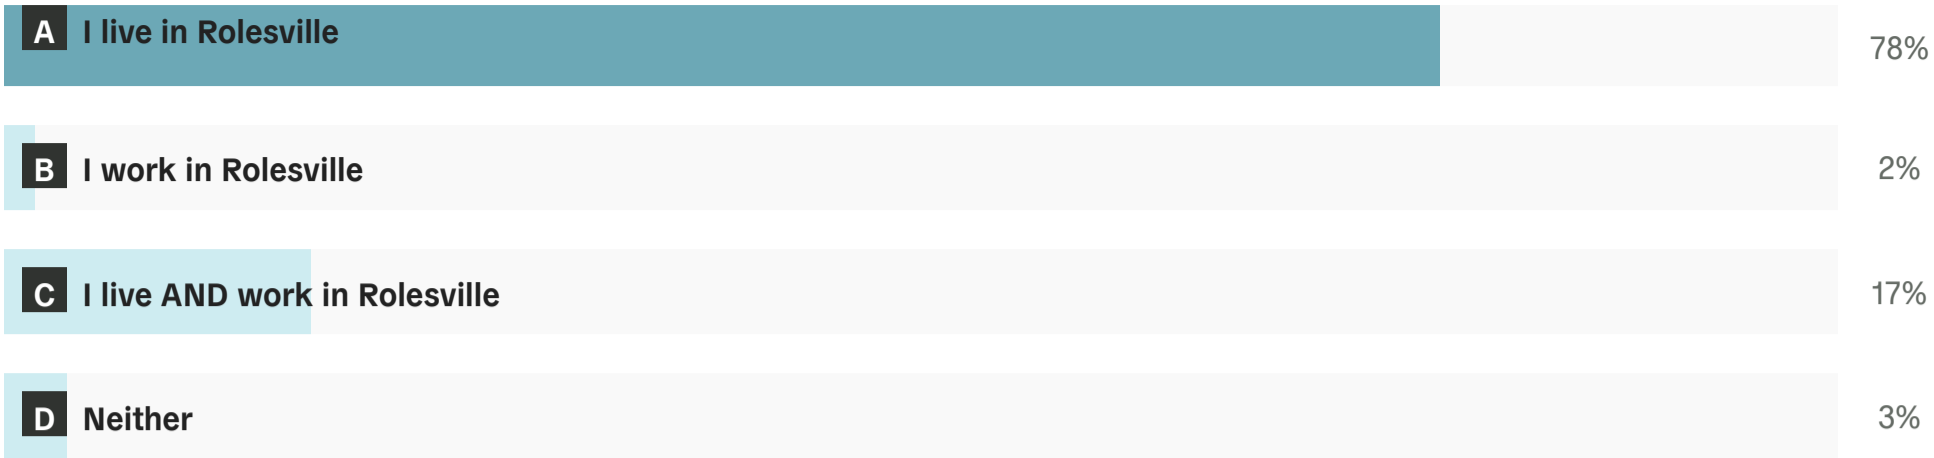 A I live in Rolesville 78%
B I work in Rolesville 2%
C I live AND work in Rolesville 17%
D Neither 3%